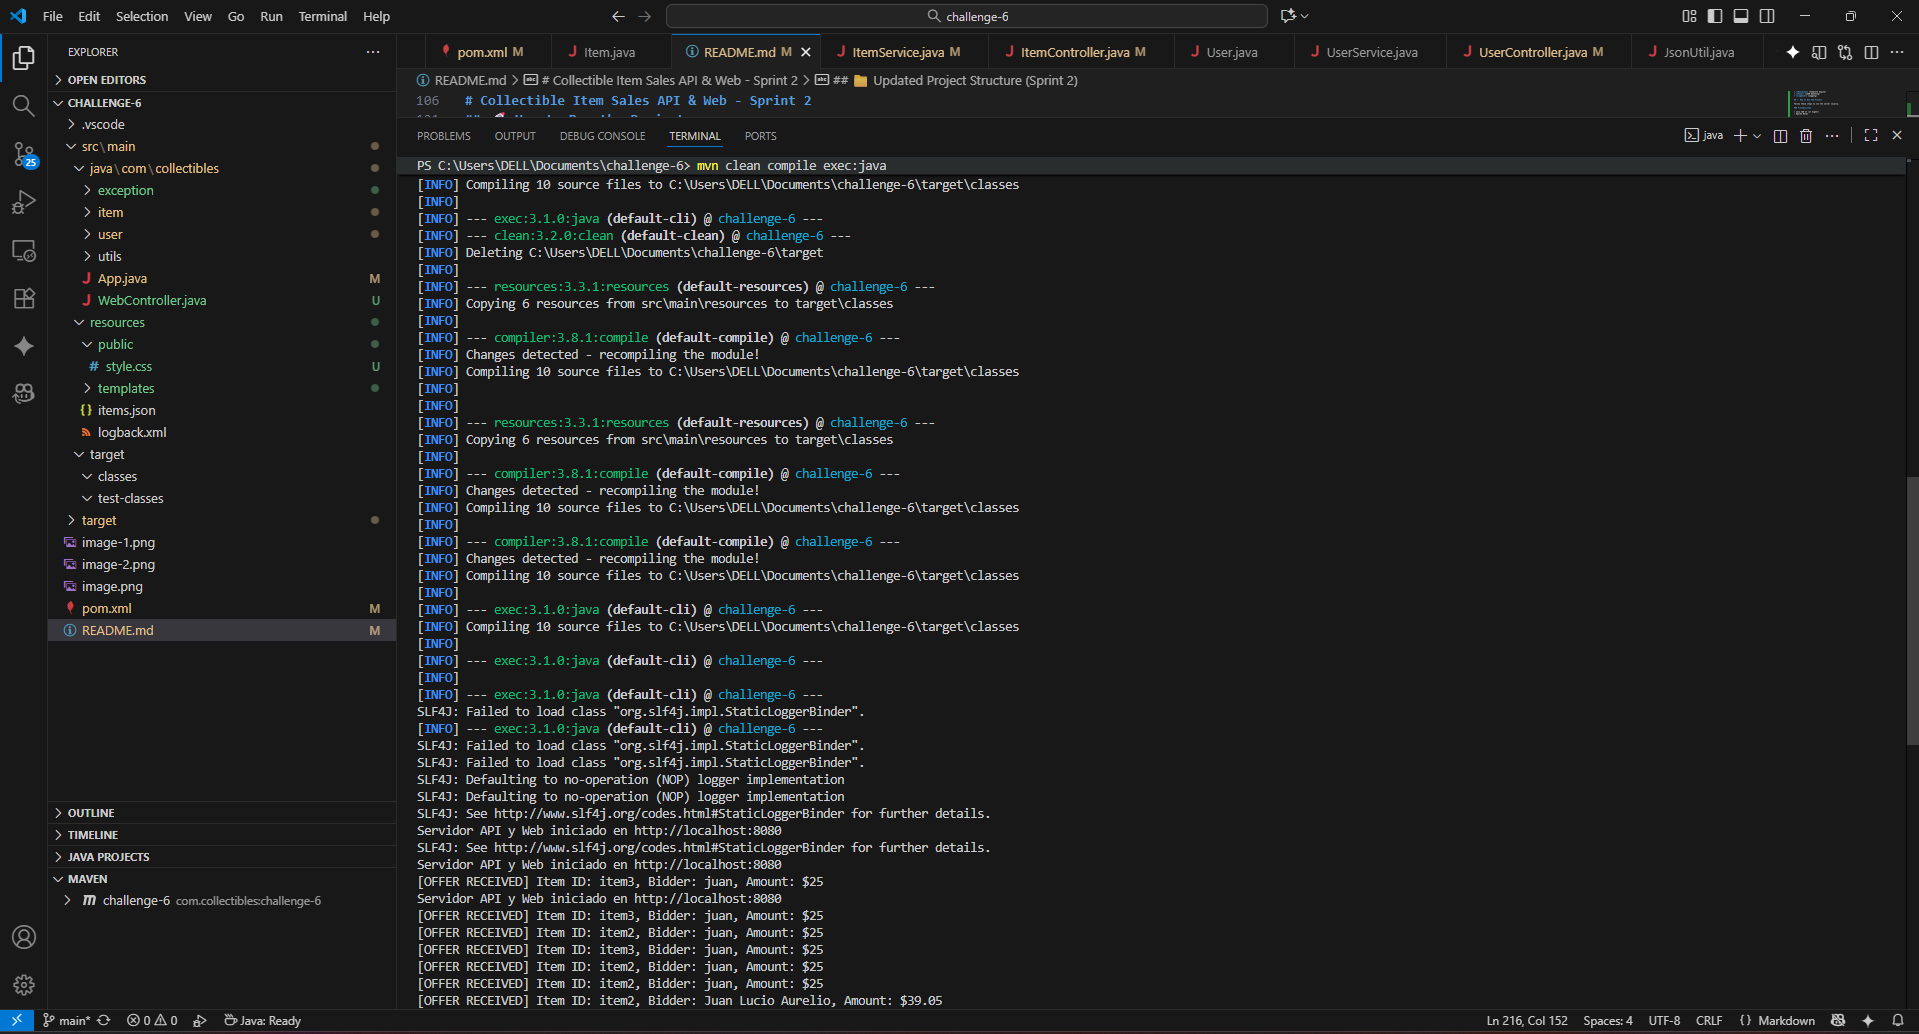 File Edit Selection View Go Run Terminal Help
challenge-6
EXPLORER
OPEN EDITORS
CHALLENGE-6
.vscode
src\main
java\com\collectibles
exception
item
user
utils
App.java M
WebController.java U
resources
public
# style.css U
templates
{} items.json
logback.xml
target
classes
test-classes
target
image-1.png
image-2.png
image.png
pom.xml M
README.md M
OUTLINE
TIMELINE
JAVA PROJECTS
MAVEN
challenge-6 com.collectibles:challenge-6
25
pom.xml M
Item.java
README.md M
ItemService.java M
ItemController.java M
User.java
UserService.java
UserController.java M
JsonUtil.java
README.md > # Collectible Item Sales API & Web - Sprint 2 > ## Updated Project Structure (Sprint 2)
106 # Collectible Item Sales API & Web - Sprint 2
PROBLEMS OUTPUT DEBUG CONSOLE TERMINAL PORTS
java
PS C:\Users\DELL\Documents\challenge-6> mvn clean compile exec:java
[INFO] Compiling 10 source files to C:\Users\DELL\Documents\challenge-6\target\classes
[INFO]
[INFO] --- exec:3.1.0:java (default-cli) @ challenge-6 ---
[INFO] --- clean:3.2.0:clean (default-clean) @ challenge-6 ---
[INFO] Deleting C:\Users\DELL\Documents\challenge-6\target
[INFO]
[INFO] --- resources:3.3.1:resources (default-resources) @ challenge-6 ---
[INFO] Copying 6 resources from src\main\resources to target\classes
[INFO]
[INFO] --- compiler:3.8.1:compile (default-compile) @ challenge-6 ---
[INFO] Changes detected - recompiling the module!
[INFO] Compiling 10 source files to C:\Users\DELL\Documents\challenge-6\target\classes
[INFO]
[INFO]
[INFO] --- resources:3.3.1:resources (default-resources) @ challenge-6 ---
[INFO] Copying 6 resources from src\main\resources to target\classes
[INFO]
[INFO] --- compiler:3.8.1:compile (default-compile) @ challenge-6 ---
[INFO] Changes detected - recompiling the module!
[INFO] Compiling 10 source files to C:\Users\DELL\Documents\challenge-6\target\classes
[INFO]
[INFO] --- compiler:3.8.1:compile (default-compile) @ challenge-6 ---
[INFO] Changes detected - recompiling the module!
[INFO] Compiling 10 source files to C:\Users\DELL\Documents\challenge-6\target\classes
[INFO]
[INFO] --- exec:3.1.0:java (default-cli) @ challenge-6 ---
[INFO] Compiling 10 source files to C:\Users\DELL\Documents\challenge-6\target\classes
[INFO]
[INFO] --- exec:3.1.0:java (default-cli) @ challenge-6 ---
[INFO]
[INFO] --- exec:3.1.0:java (default-cli) @ challenge-6 ---
SLF4J: Failed to load class "org.slf4j.impl.StaticLoggerBinder".
[INFO] --- exec:3.1.0:java (default-cli) @ challenge-6 ---
SLF4J: Failed to load class "org.slf4j.impl.StaticLoggerBinder".
SLF4J: Failed to load class "org.slf4j.impl.StaticLoggerBinder".
SLF4J: Defaulting to no-operation (NOP) logger implementation
SLF4J: Defaulting to no-operation (NOP) logger implementation
SLF4J: See http://www.slf4j.org/codes.html#StaticLoggerBinder for further details.
Servidor API y Web iniciado en http://localhost:8080
SLF4J: See http://www.slf4j.org/codes.html#StaticLoggerBinder for further details.
Servidor API y Web iniciado en http://localhost:8080
[OFFER RECEIVED] Item ID: item3, Bidder: juan, Amount: $25
Servidor API y Web iniciado en http://localhost:8080
[OFFER RECEIVED] Item ID: item3, Bidder: juan, Amount: $25
[OFFER RECEIVED] Item ID: item2, Bidder: juan, Amount: $25
[OFFER RECEIVED] Item ID: item3, Bidder: juan, Amount: $25
[OFFER RECEIVED] Item ID: item2, Bidder: juan, Amount: $25
[OFFER RECEIVED] Item ID: item2, Bidder: juan, Amount: $25
[OFFER RECEIVED] Item ID: item2, Bidder: Juan Lucio Aurelio, Amount: $39.05
main* 0 0 Java: Ready
Ln 216, Col 152 Spaces: 4 UTF-8 CRLF {} Markdown